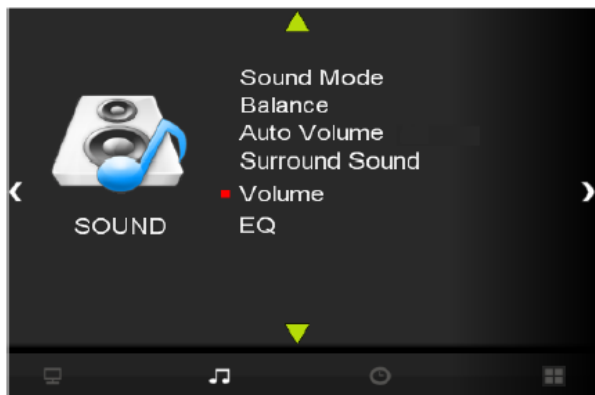 Sound Mode
Balance
Auto Volume
Surround Sound
Volume
SOUND
EQ